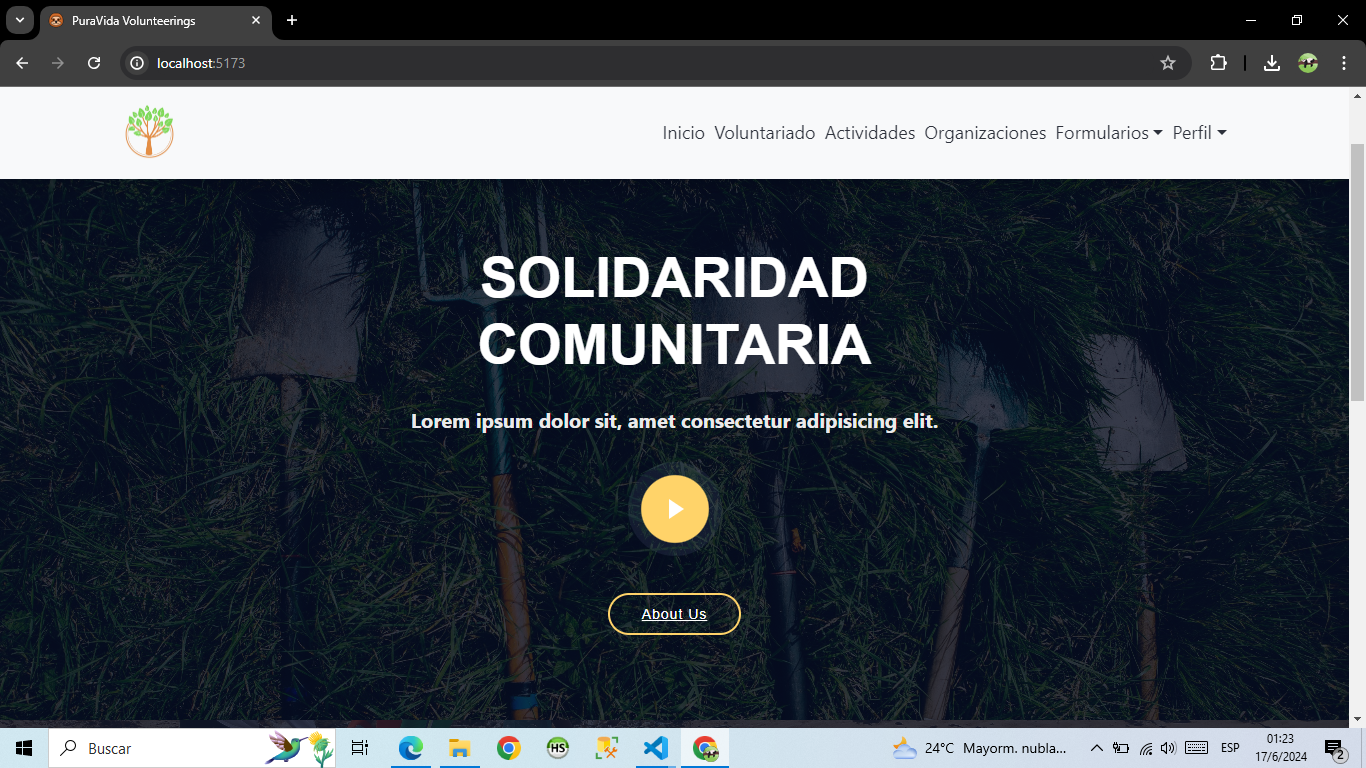 PuraVida Volunteerings
localhost:5173
Inicio Voluntariado Actividades Organizaciones Formularios Perfil
SOLIDARIDAD
COMUNITARIA
Lorem ipsum dolor sit, amet consectetur adipisicing elit.
About Us
Buscar
HS
24°C Mayorm. nubla...
ESP
01:23
17/6/2024
2